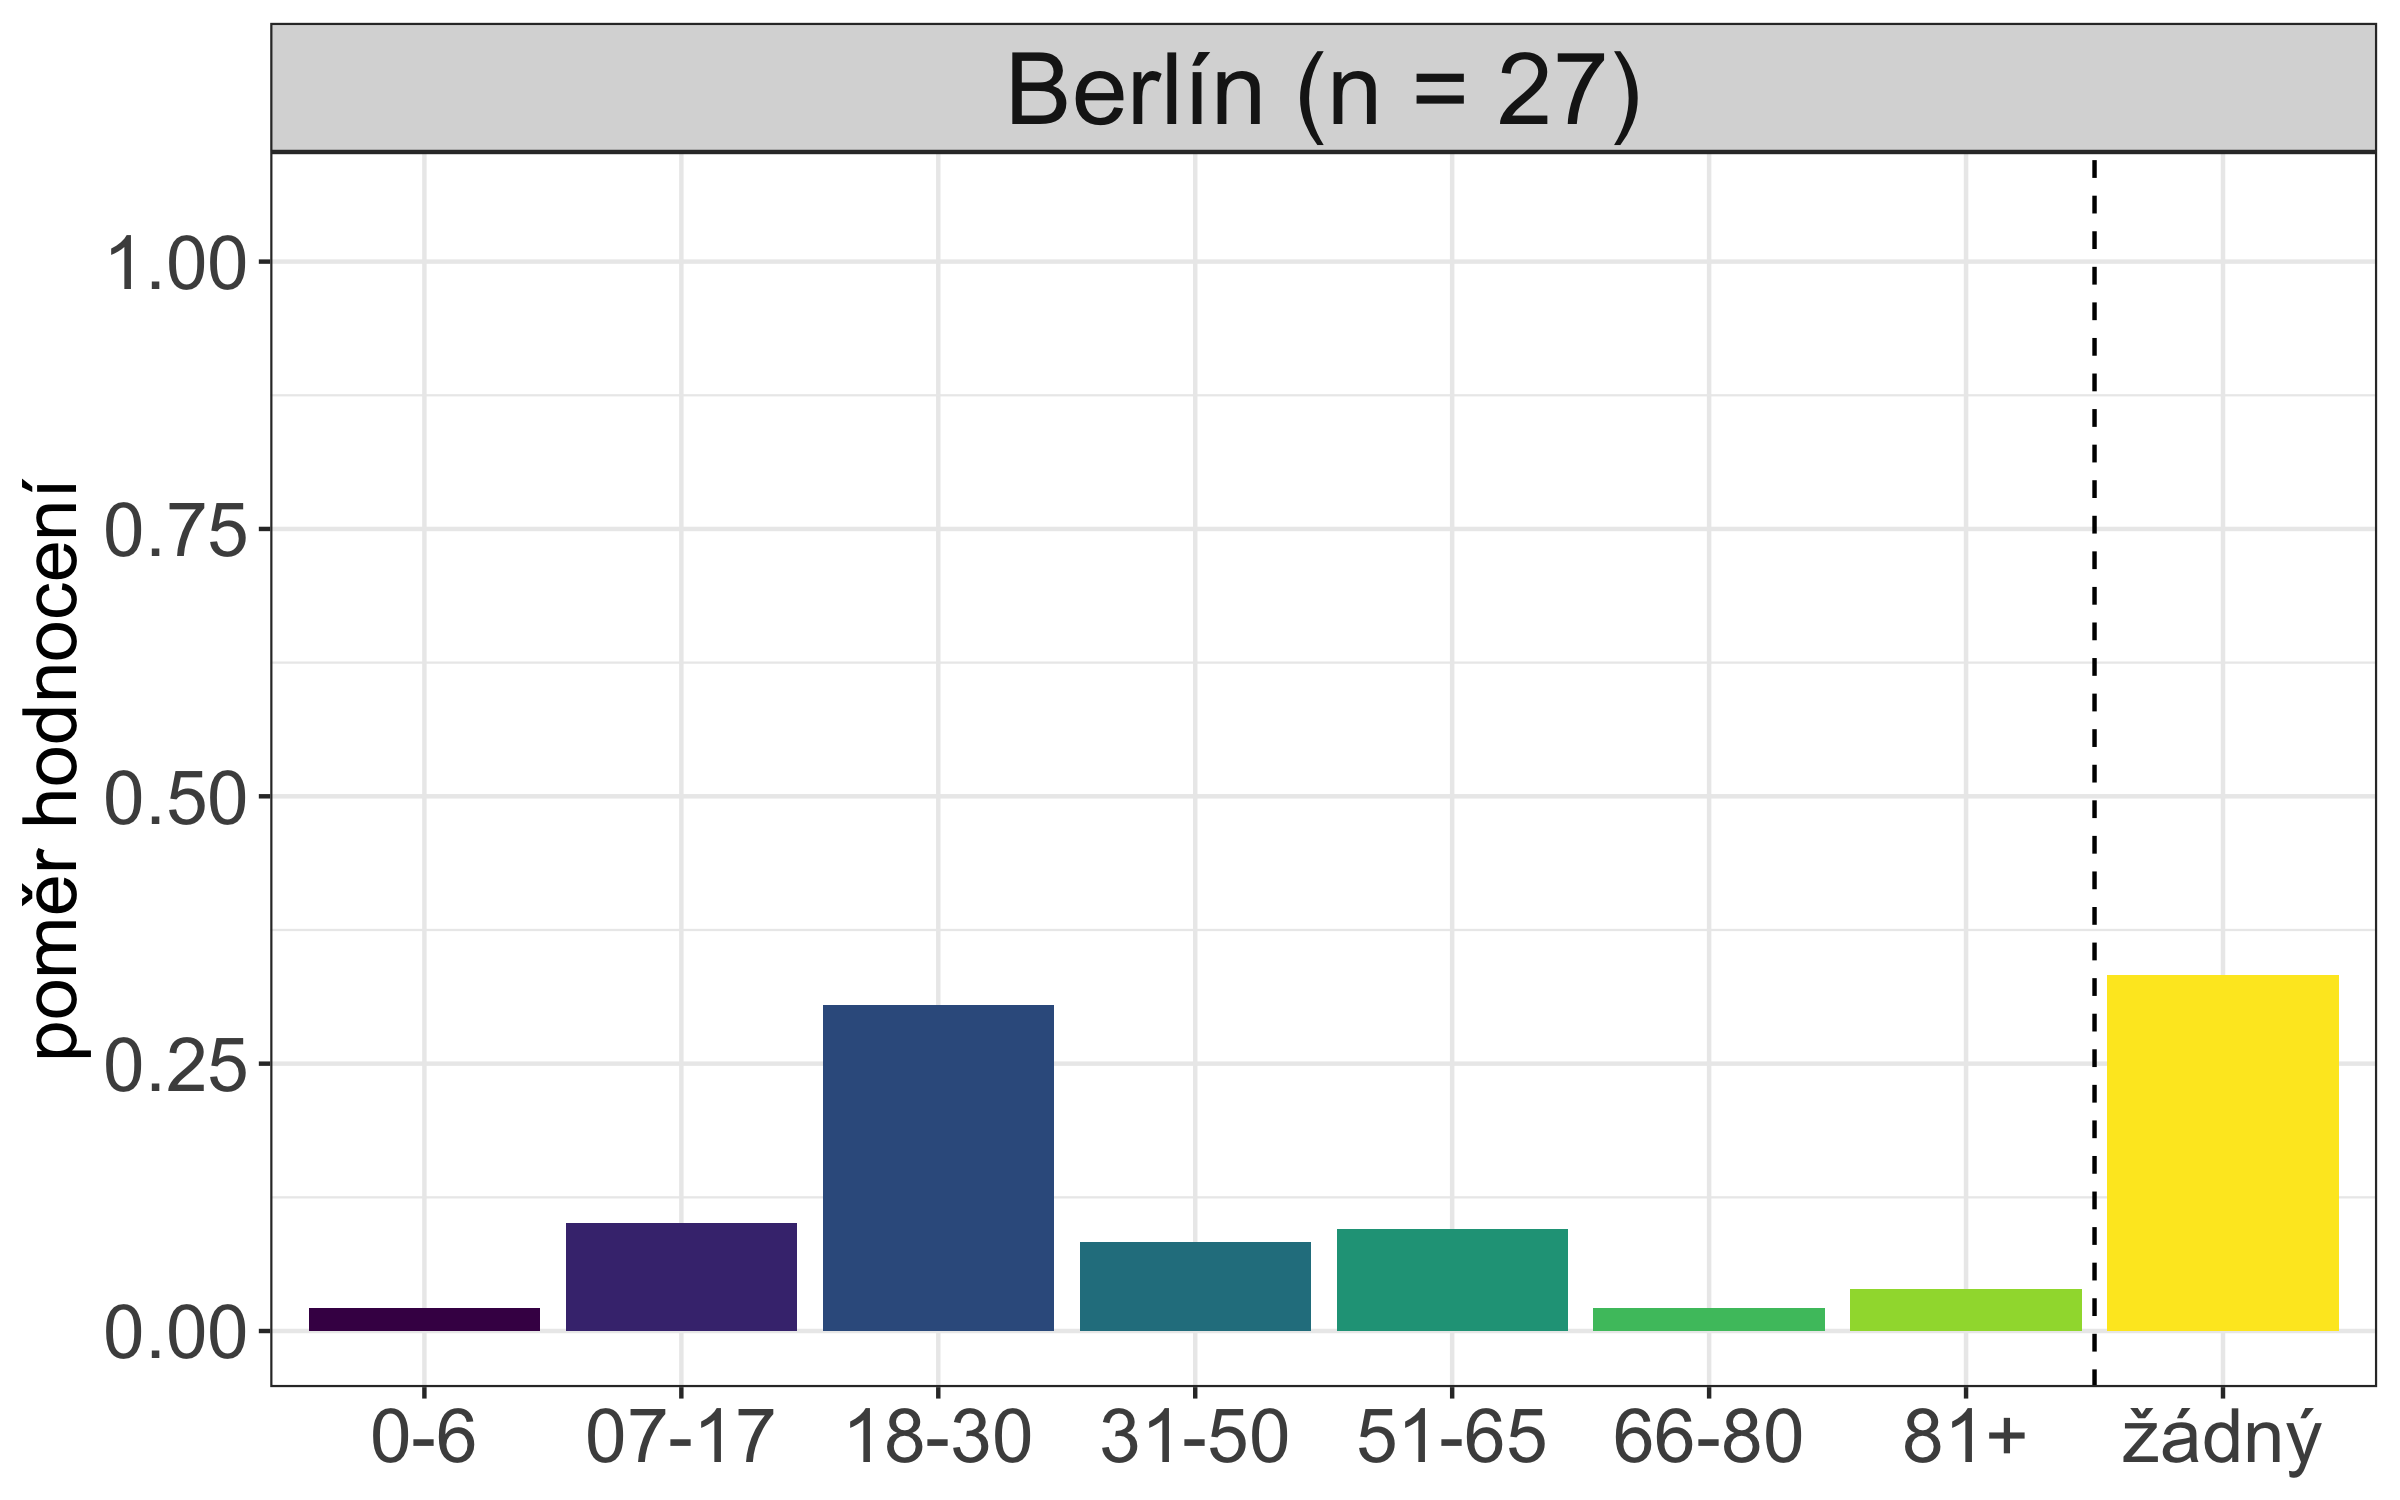 Berlín (n = 27)
poměr hodnocení
1.00
0.75
0.50
0.25
0.00
0-6 07-17 18-30 31-50 51-65 66-80 81+ žádný